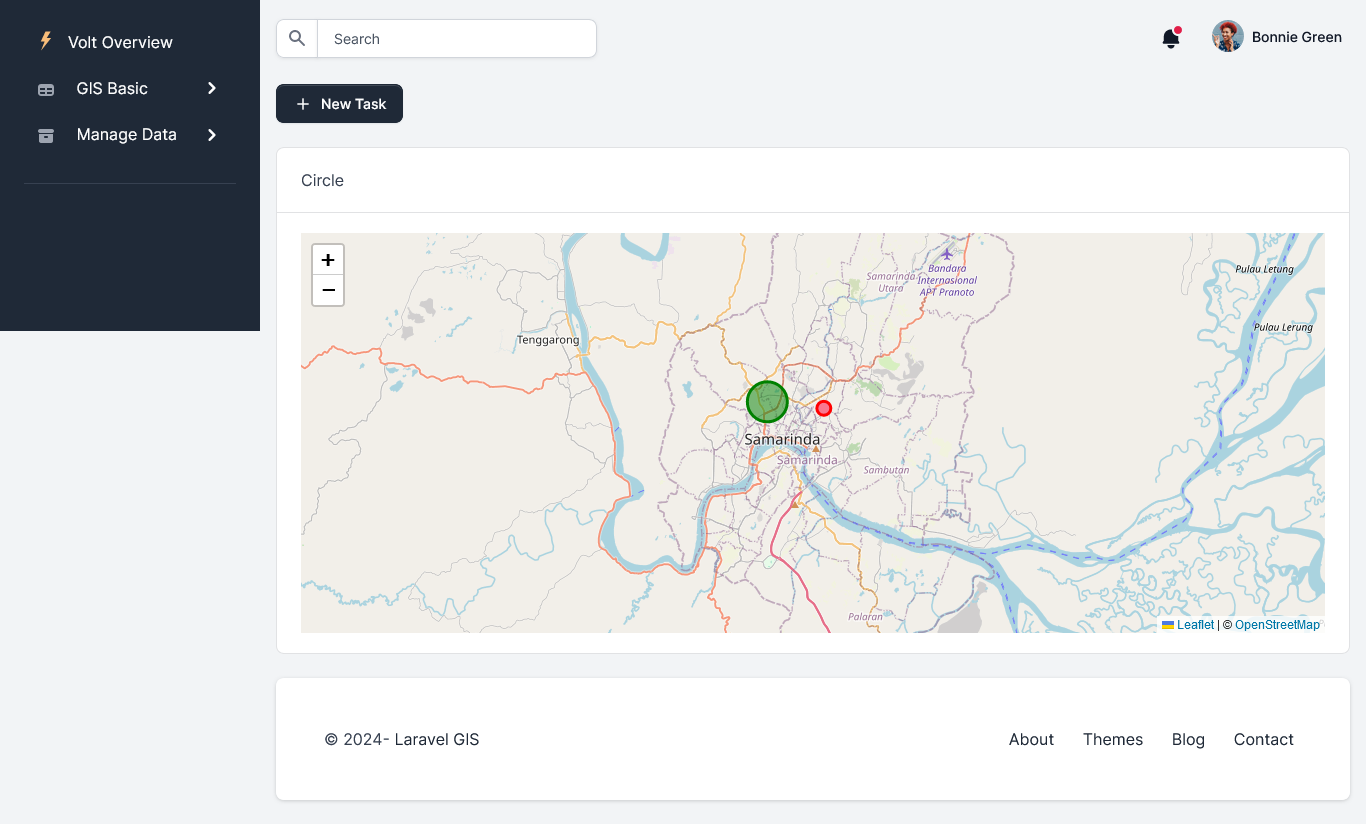 Volt Overview
GIS Basic
Manage Data
Search
Bonnie Green
New Task
Circle
+
−
Tenggarong
Samarinda
Utara
Bandara
Internasional
APT Pranoto
Pulau Letung
Pulau Lerung
Samarinda
Samarinda
Sambutan
Palaran
Leaflet | © OpenStreetMap
© 2024- Laravel GIS
About Themes Blog Contact